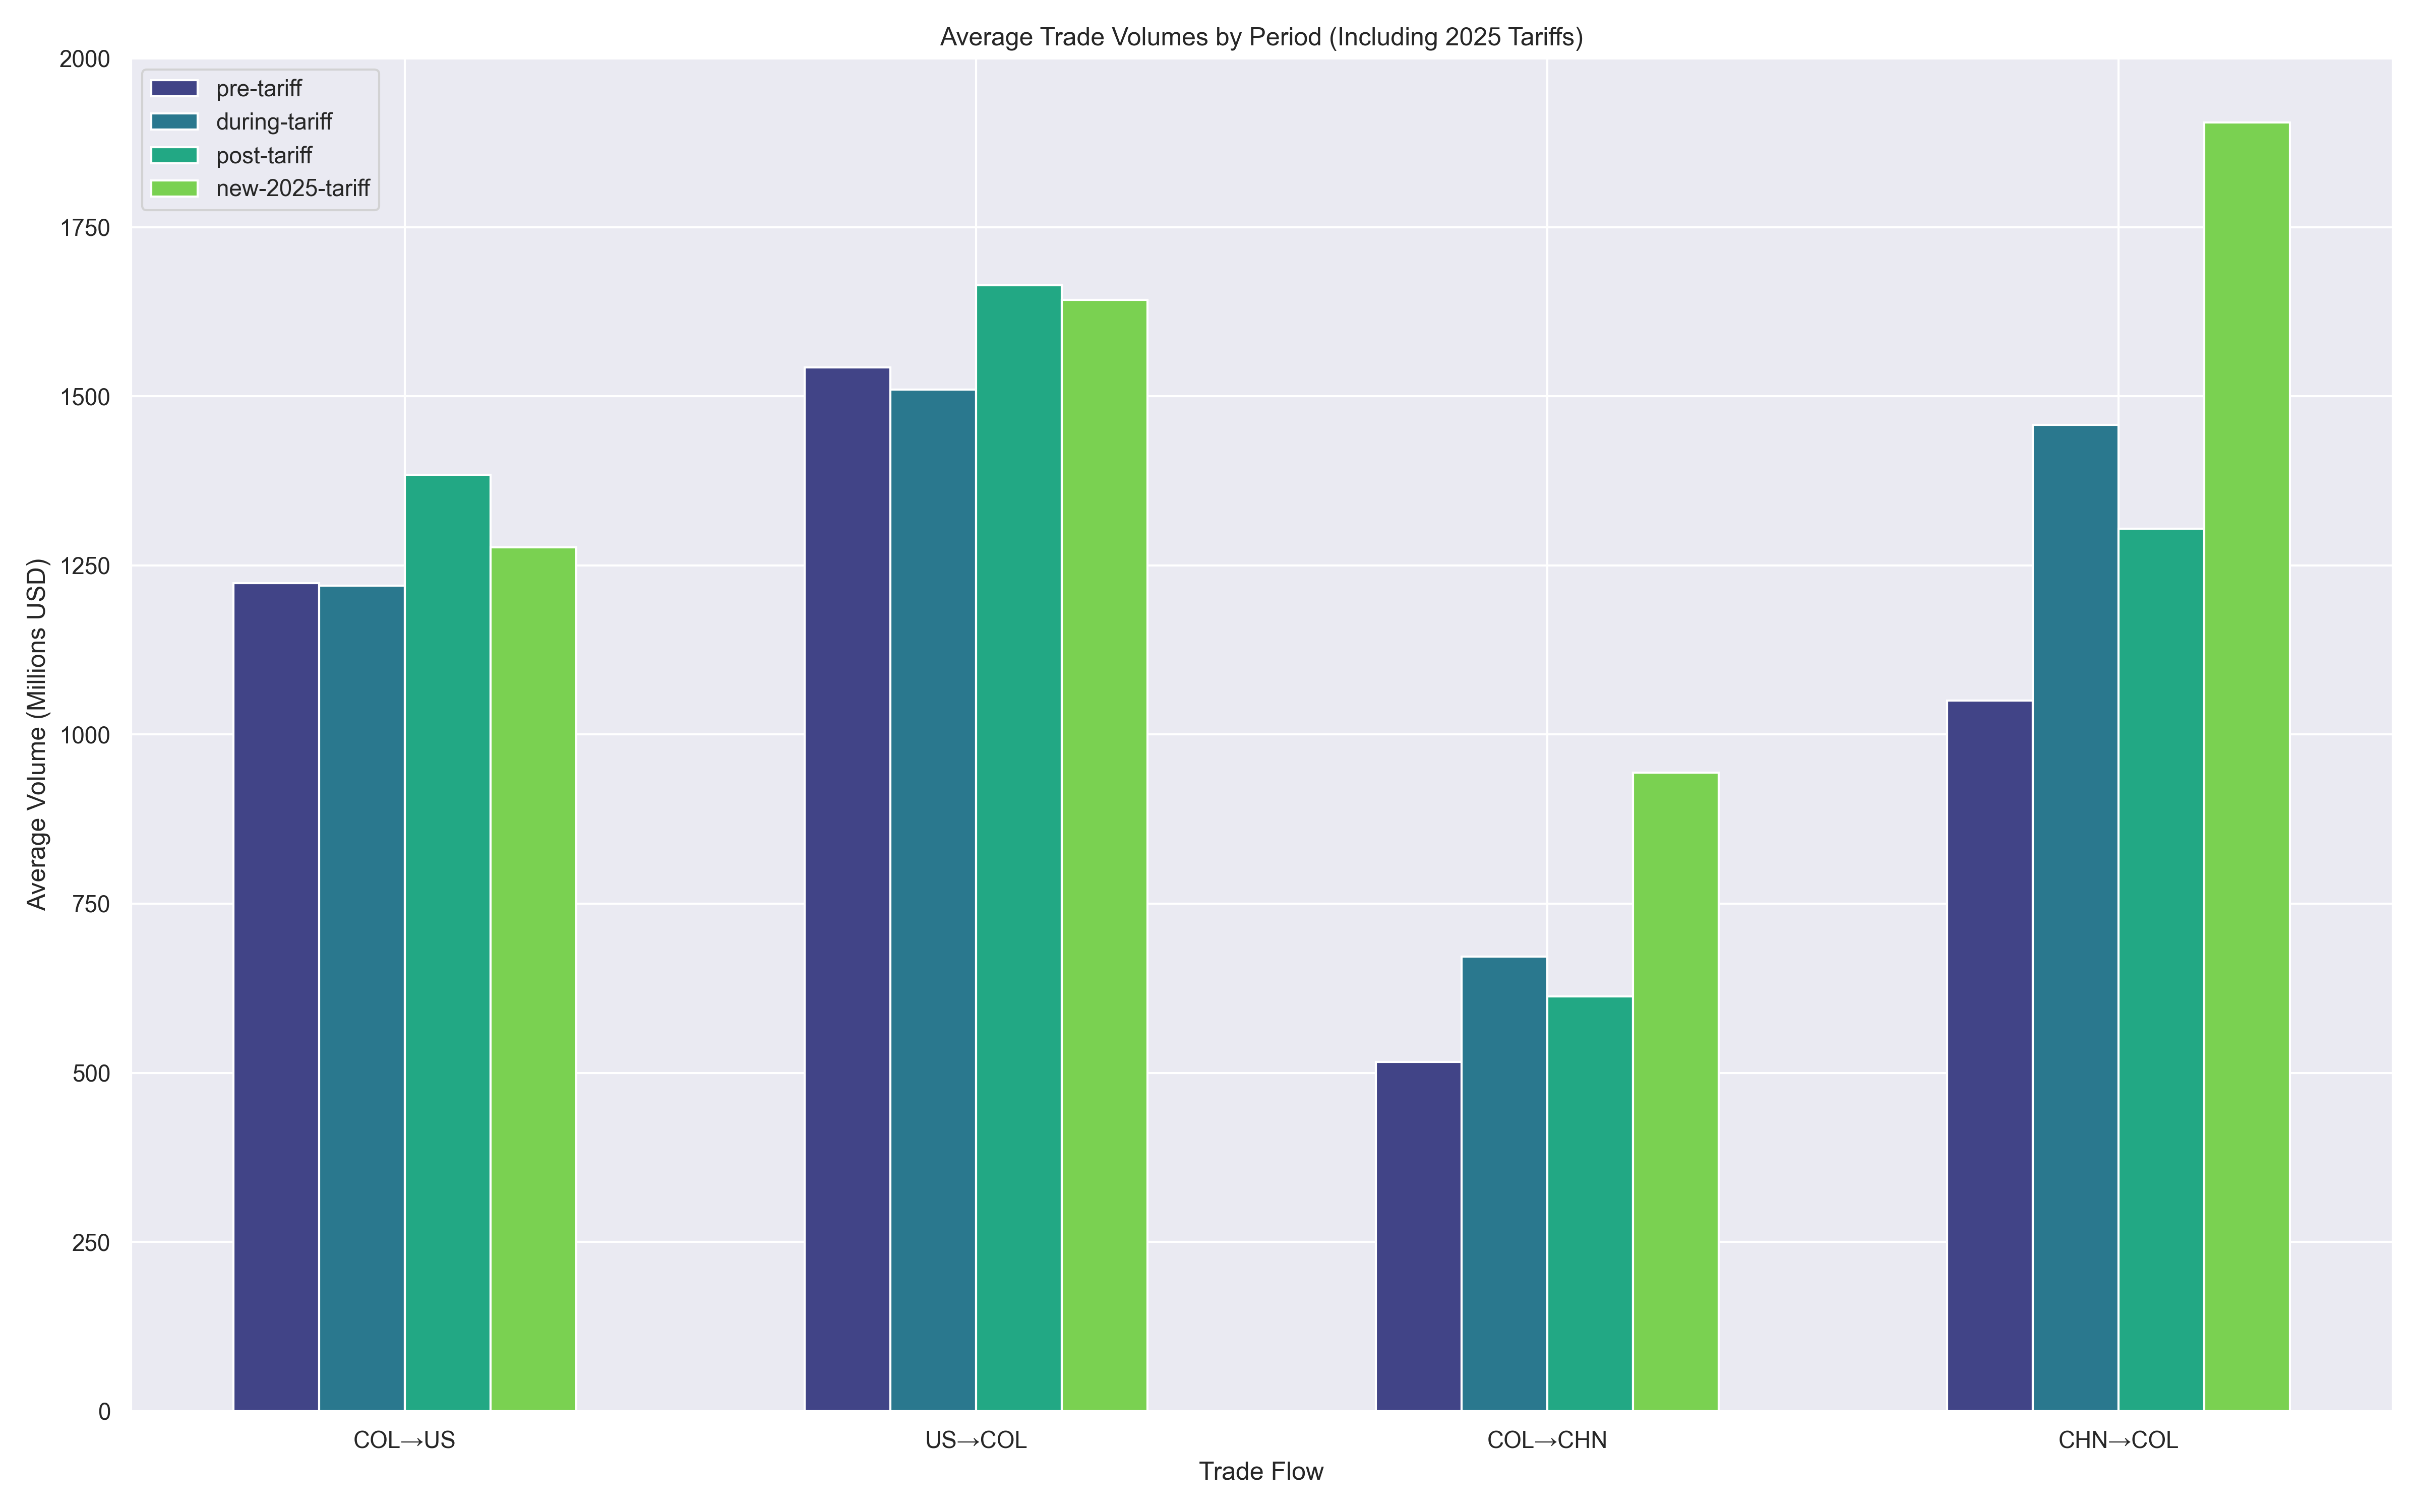 Average Trade Volumes by Period (Including 2025 Tariffs)
pre-tariff
during-tariff
post-tariff
new-2025-tariff
Average Volume (Millions USD)
2000
1750
1500
1250
1000
750
500
250
0
COL→US
US→COL
COL→CHN
CHN→COL
Trade Flow